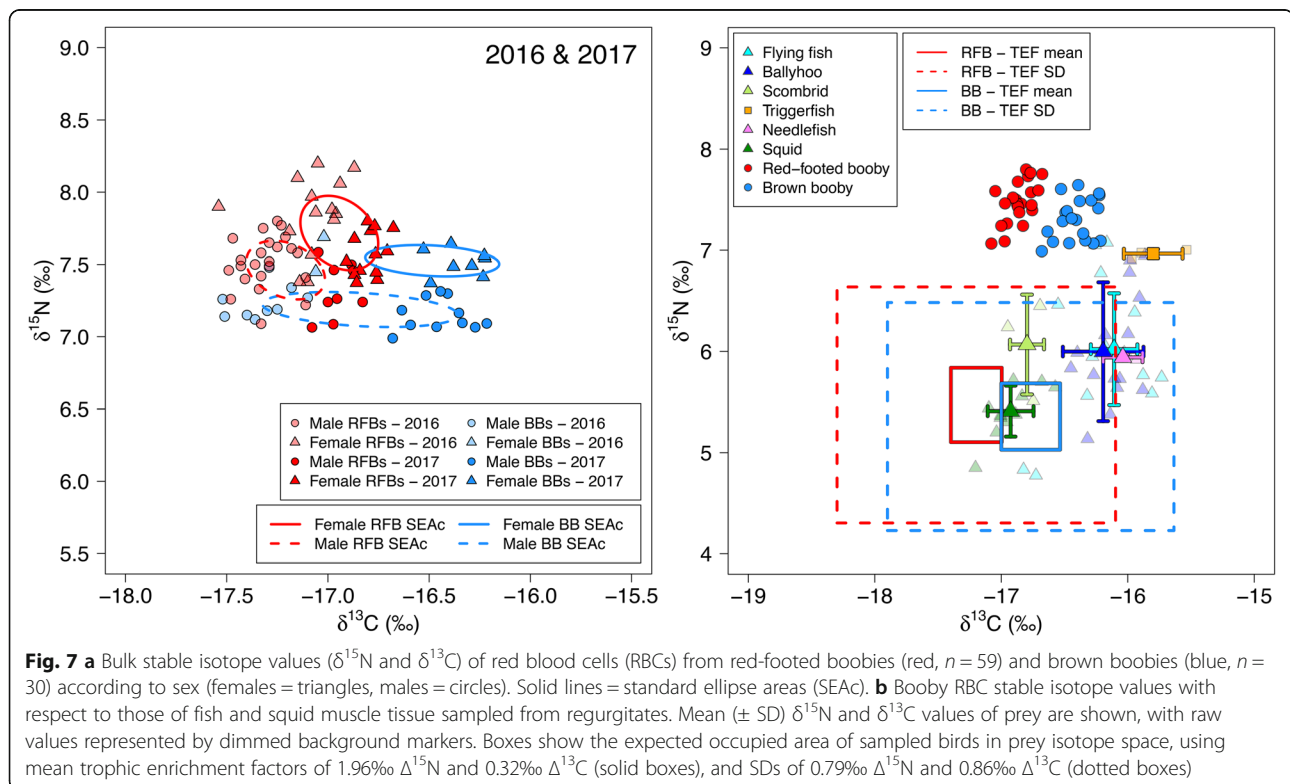 2016 & 2017
9.0
8.5
8.0
7.5
7.0
6.5
6.0
5.5
δ15N (‰)
Male RFBs − 2016
Female RFBs − 2016
Male RFBs − 2017
Female RFBs − 2017
Male BBs − 2016
Female BBs − 2016
Male BBs − 2017
Female BBs − 2017
Female RFB SEAc
Male RFB SEAc
Female BB SEAc
Male BB SEAc
−18.0 −17.5 −17.0 −16.5 −16.0 −15.5
δ13C (‰)
9
8
7
6
5
4
δ15N (‰)
Flying fish
Ballyhoo
Scombrid
Triggerfish
Needlefish
Squid
Red−footed booby
Brown booby
RFB − TEF mean
RFB − TEF SD
BB − TEF mean
BB − TEF SD
−19 −18 −17 −16 −15
δ13C (‰)
Fig. 7 a Bulk stable isotope values (δ15N and δ13C) of red blood cells (RBCs) from red-footed boobies (red, n = 59) and brown boobies (blue, n =
30) according to sex (females = triangles, males = circles). Solid lines = standard ellipse areas (SEAc). b Booby RBC stable isotope values with
respect to those of fish and squid muscle tissue sampled from regurgitates. Mean (± SD) δ15N and δ13C values of prey are shown, with raw
values represented by dimmed background markers. Boxes show the expected occupied area of sampled birds in prey isotope space, using
mean trophic enrichment factors of 1.96‰ Δ15N and 0.32‰ Δ13C (solid boxes), and SDs of 0.79‰ Δ15N and 0.86‰ Δ13C (dotted boxes)